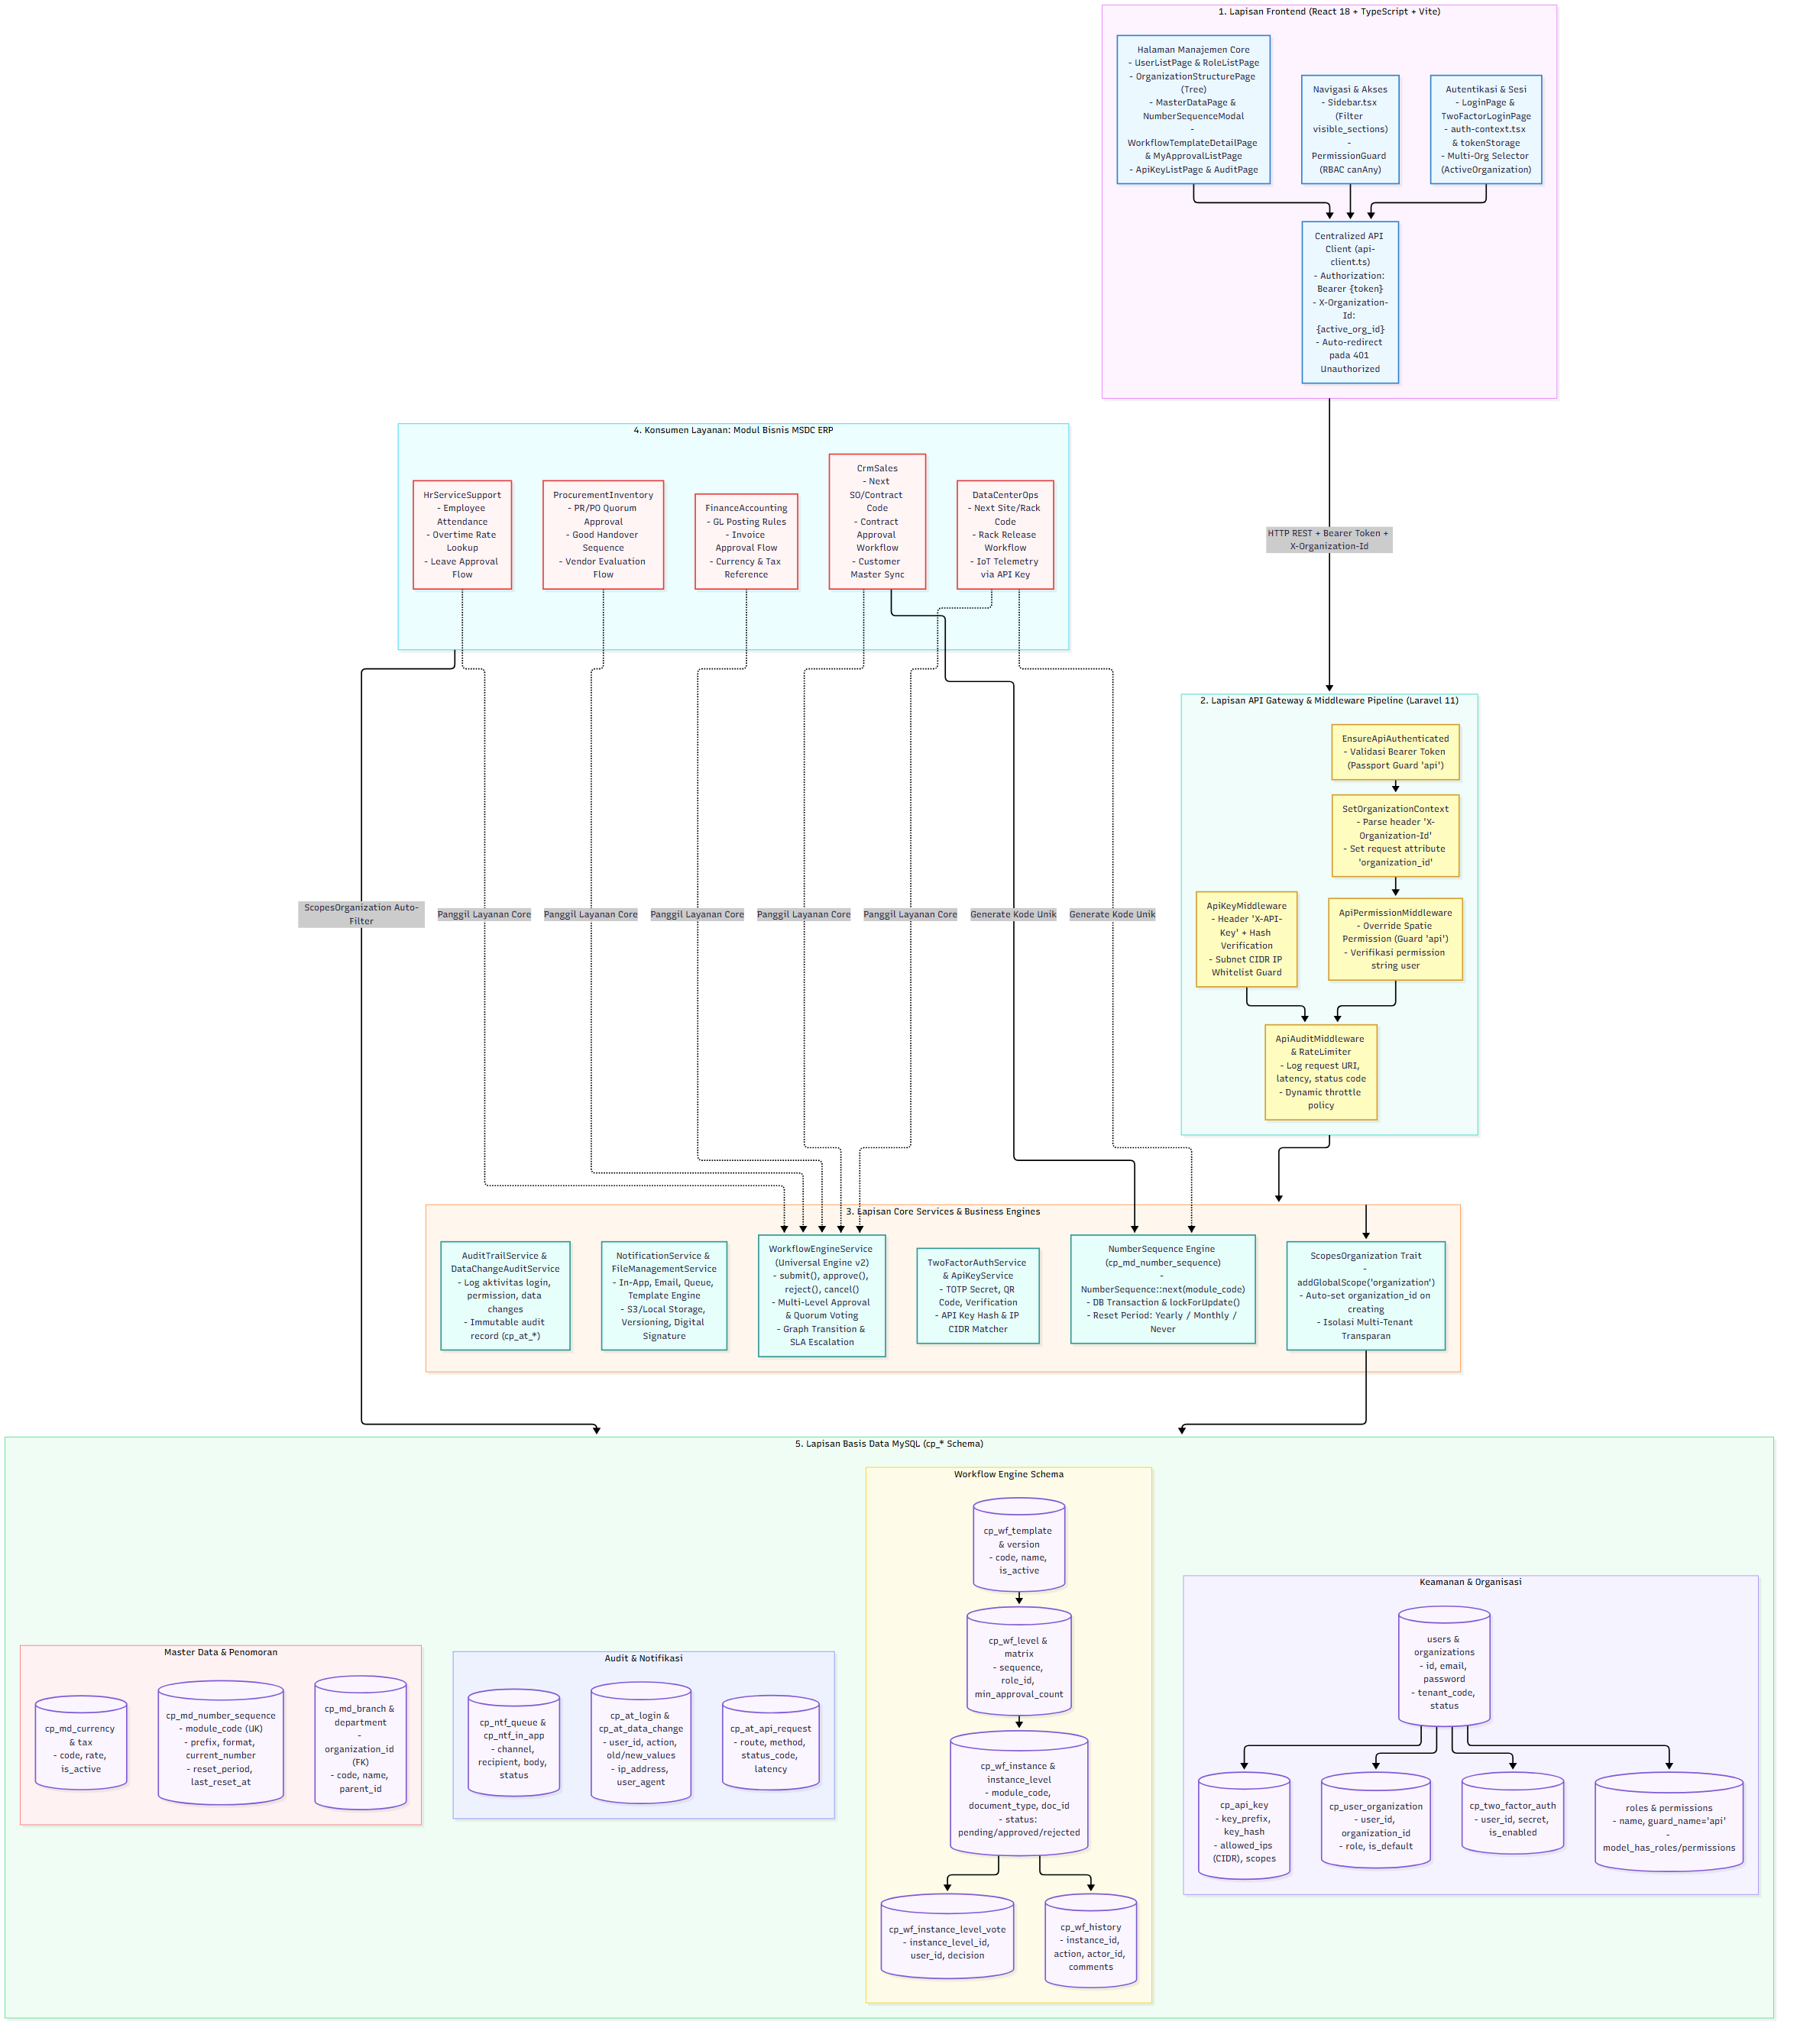 1. Lapisan Frontend (React 18 + TypeScript + Vite)
Halaman Manajemen Core
- UserListPage & RoleListPage
- OrganizationStructurePage
(Tree)
- MasterDataPage &
NumberSequenceModal
-
WorkflowTemplateDetailPage
& MyApprovalListPage
- ApiKeyListPage & AuditPage
Navigasi & Akses
- Sidebar.tsx
(Filter
visible_sections)
-
PermissionGuard
(RBAC canAny)
Autentikasi & Sesi
- LoginPage &
TwoFactorLoginPage
- auth-context.tsx
& tokenStorage
- Multi-Org Selector
(ActiveOrganization)
Centralized API
Client (api-
client.ts)
- Authorization:
Bearer {token}
- X-Organization-
Id:
{active_org_id}
- Auto-redirect
pada 401
Unauthorized
4. Konsumen Layanan: Modul Bisnis MSDC ERP
HrServiceSupport
- Employee
Attendance
- Overtime Rate
Lookup
- Leave Approval
Flow
ProcurementInventory
- PR/PO Quorum
Approval
- Good Handover
Sequence
- Vendor Evaluation
Flow
FinanceAccounting
- GL Posting Rules
- Invoice
Approval Flow
- Currency & Tax
Reference
CrmSales
- Next
SO/Contract
Code
- Contract
Approval
Workflow
- Customer
Master Sync
DataCenterOps
- Next Site/Rack
Code
- Rack Release
Workflow
- IoT Telemetry
via API Key
HTTP REST + Bearer Token +
X-Organization-Id
2. Lapisan API Gateway & Middleware Pipeline (Laravel 11)
EnsureApiAuthenticated
- Validasi Bearer Token
(Passport Guard 'api')
SetOrganizationContext
- Parse header 'X-
Organization-Id'
- Set request attribute
'organization_id'
ApiKeyMiddleware
- Header 'X-API-
Key' + Hash
Verification
- Subnet CIDR IP
Whitelist Guard
ApiPermissionMiddleware
- Override Spatie
Permission (Guard 'api')
- Verifikasi permission
string user
ApiAuditMiddleware
& RateLimiter
- Log request URI,
latency, status code
- Dynamic throttle
policy
ScopesOrganization Auto-
Filter
Panggil Layanan Core
Panggil Layanan Core
Panggil Layanan Core
Panggil Layanan Core
Panggil Layanan Core
Generate Kode Unik
Generate Kode Unik
3. Lapisan Core Services & Business Engines
AuditTrailService &
DataChangeAuditService
- Log aktivitas login,
permission, data
changes
- Immutable audit
record (cp_at_*)
NotificationService &
FileManagementService
- In-App, Email, Queue,
Template Engine
- S3/Local Storage,
Versioning, Digital
Signature
WorkflowEngineService
(Universal Engine v2)
- submit(), approve(),
reject(), cancel()
- Multi-Level Approval
& Quorum Voting
- Graph Transition &
SLA Escalation
TwoFactorAuthService
& ApiKeyService
- TOTP Secret, QR
Code, Verification
- API Key Hash & IP
CIDR Matcher
NumberSequence Engine
(cp_md_number_sequence)
-
NumberSequence::next(module_code)
- DB Transaction & lockForUpdate()
- Reset Period: Yearly / Monthly /
Never
ScopesOrganization Trait
-
addGlobalScope('organization')
- Auto-set organization_id on
creating
- Isolasi Multi-Tenant
Transparan
5. Lapisan Basis Data MySQL (cp_* Schema)
Master Data & Penomoran
cp_md_currency
& tax
- code, rate,
is_active
cp_md_number_sequence
- module_code (UK)
- prefix, format,
current_number
- reset_period,
last_reset_at
cp_md_branch &
department
-
organization_id
(FK)
- code, name,
parent_id
Audit & Notifikasi
cp_ntf_queue &
cp_ntf_in_app
- channel,
recipient, body,
status
cp_at_login &
cp_at_data_change
- user_id, action,
old/new_values
- ip_address,
user_agent
cp_at_api_request
- route, method,
status_code,
latency
Workflow Engine Schema
cp_wf_template
& version
- code, name,
is_active
cp_wf_level &
matrix
- sequence,
role_id,
min_approval_count
cp_wf_instance &
instance_level
- module_code,
document_type, doc_id
- status:
pending/approved/rejected
cp_wf_instance_level_vote
- instance_level_id,
user_id, decision
cp_wf_history
- instance_id,
action, actor_id,
comments
Keamanan & Organisasi
users &
organizations
- id, email,
password
- tenant_code,
status
cp_api_key
- key_prefix,
key_hash
- allowed_ips
(CIDR), scopes
cp_user_organization
- user_id,
organization_id
- role, is_default
cp_two_factor_auth
- user_id, secret,
is_enabled
roles & permissions
- name, guard_name='api'
-
model_has_roles/permissions